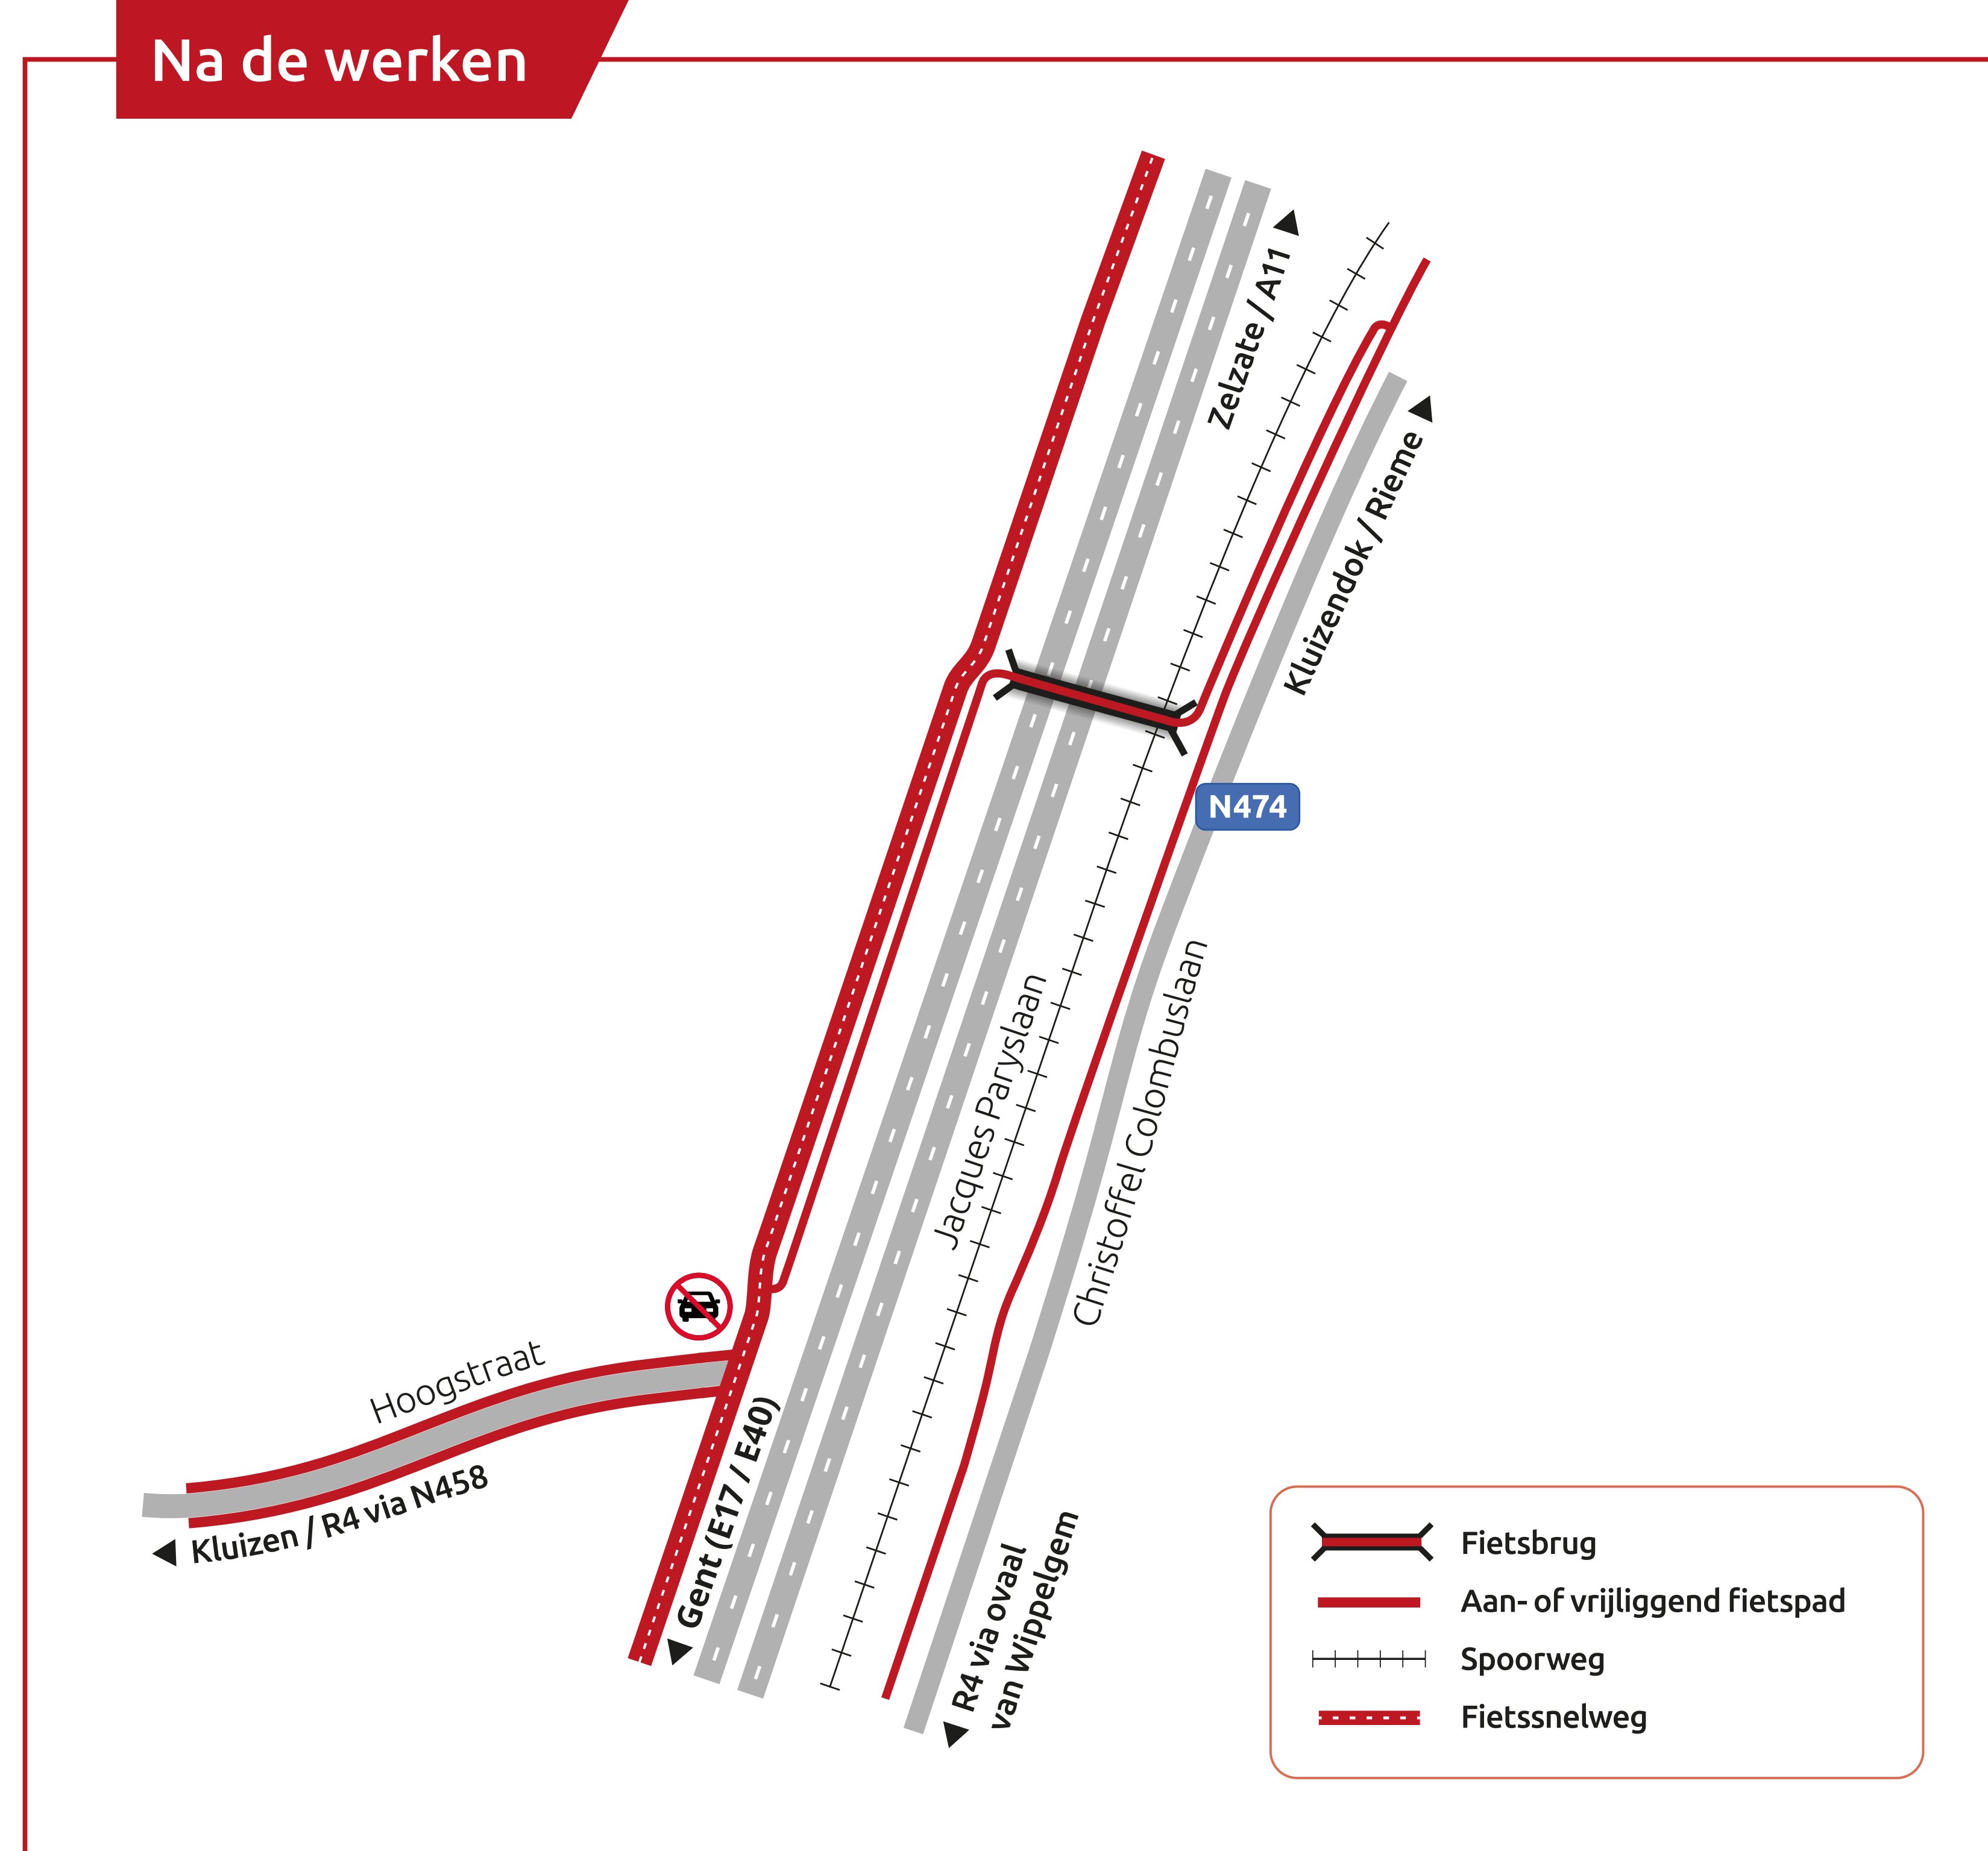 Na de werken
Zelzate / A11
Kluizendok / Rieme
N474
Jacques Paryslaan
Christoffel Colombuslaan
Hoogstraat
Kluizen / R4 via N458
Gent (E17 / E40)
R4 via ovaal
van Wippelgem
Fietsbrug
Aan- of vrijliggend fietspad
Spoorweg
Fietssnelweg